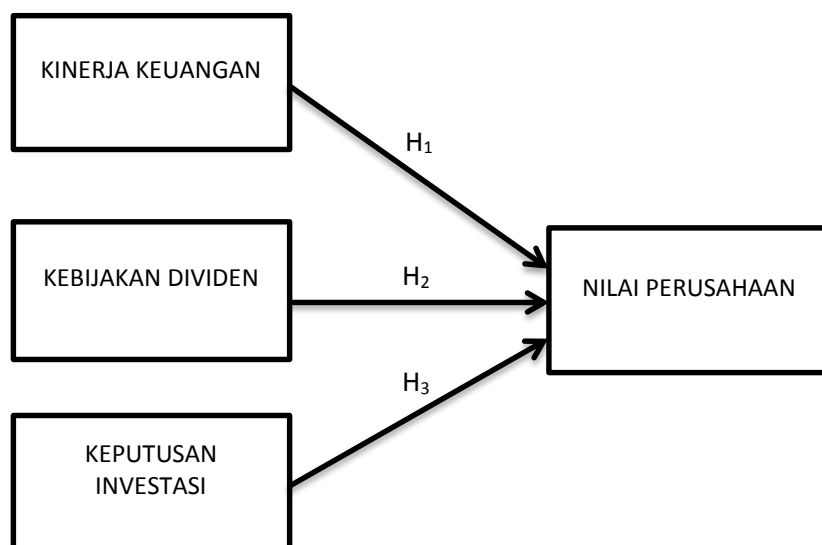 KINERJA KEUANGAN
H₁
KEBIJAKAN DIVIDEN
H₂
NILAI PERUSAHAAN
H₃
KEPUTUSAN
INVESTASI